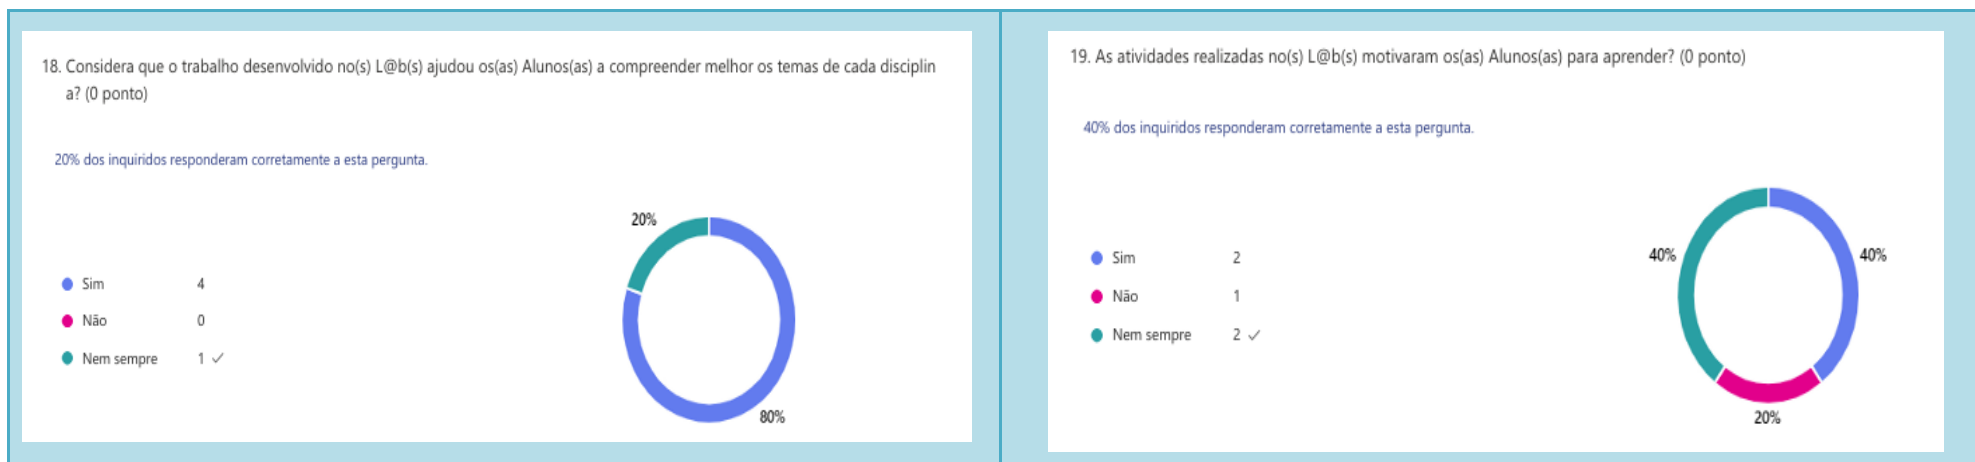 18. Considera que o trabalho desenvolvido no(s) L@b(s) ajudou os(as) Alunos(as) a compreender melhor os temas de cada disciplin
a? (0 ponto)
20% dos inquiridos responderam corretamente a esta pergunta.
Sim 4
Não 0
Nem sempre 1 ✓
20%
80%
19. As atividades realizadas no(s) L@b(s) motivaram os(as) Alunos(as) para aprender? (0 ponto)
40% dos inquiridos responderam corretamente a esta pergunta.
Sim 2
Não 1
Nem sempre 2 ✓
40%
40%
20%